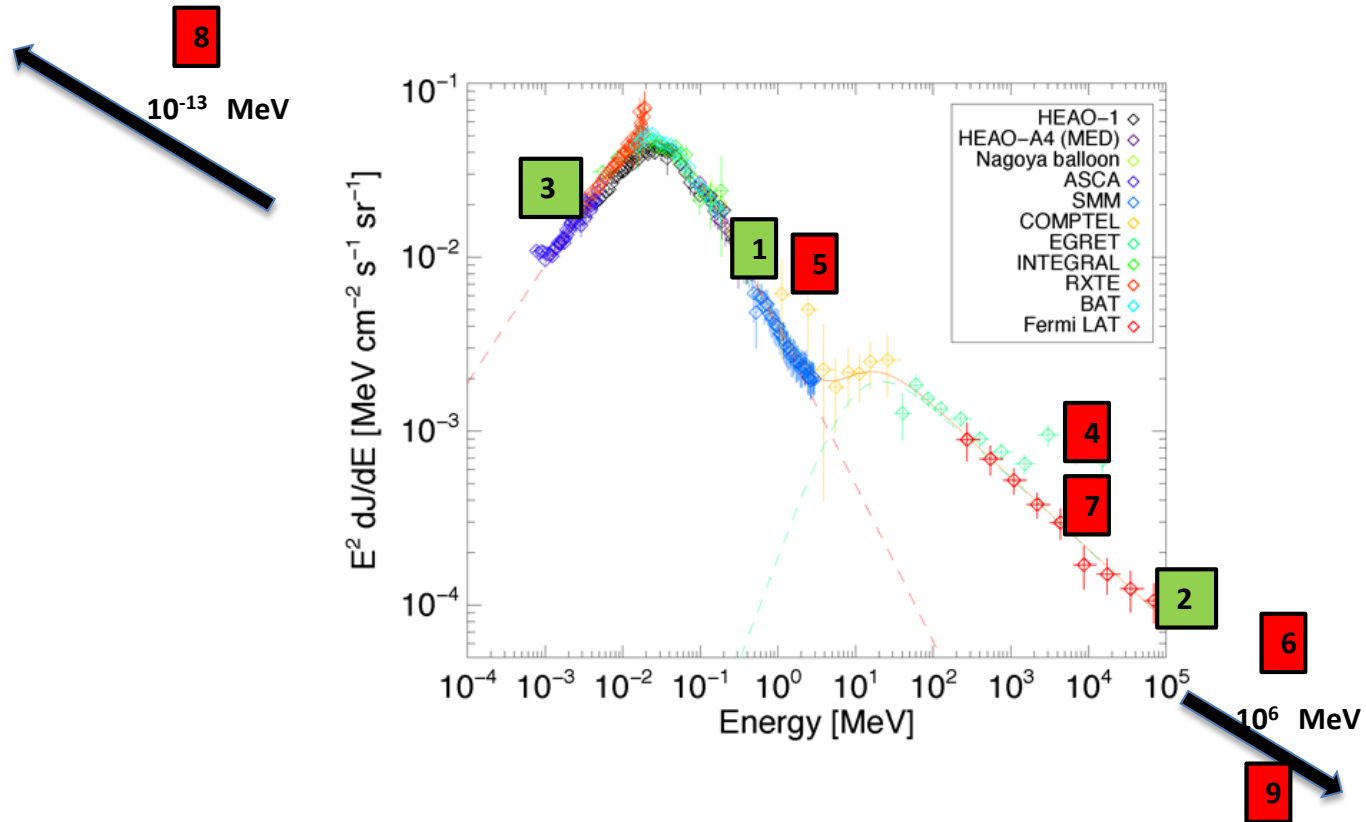 8
10⁻¹³ MeV
10⁻¹
10⁻²
10⁻³
10⁻⁴
E² dJ/dE [MeV cm⁻² s⁻¹ sr⁻¹]
HEAO−1
HEAO−A4 (MED)
Nagoya balloon
ASCA
SMM
COMPTEL
EGRET
INTEGRAL
RXTE
BAT
Fermi LAT
3
1
5
4
7
2
6
10⁻⁴ 10⁻³ 10⁻² 10⁻¹ 10⁰ 10¹ 10² 10³ 10⁴ 10⁵
Energy [MeV]
10⁶ MeV
9